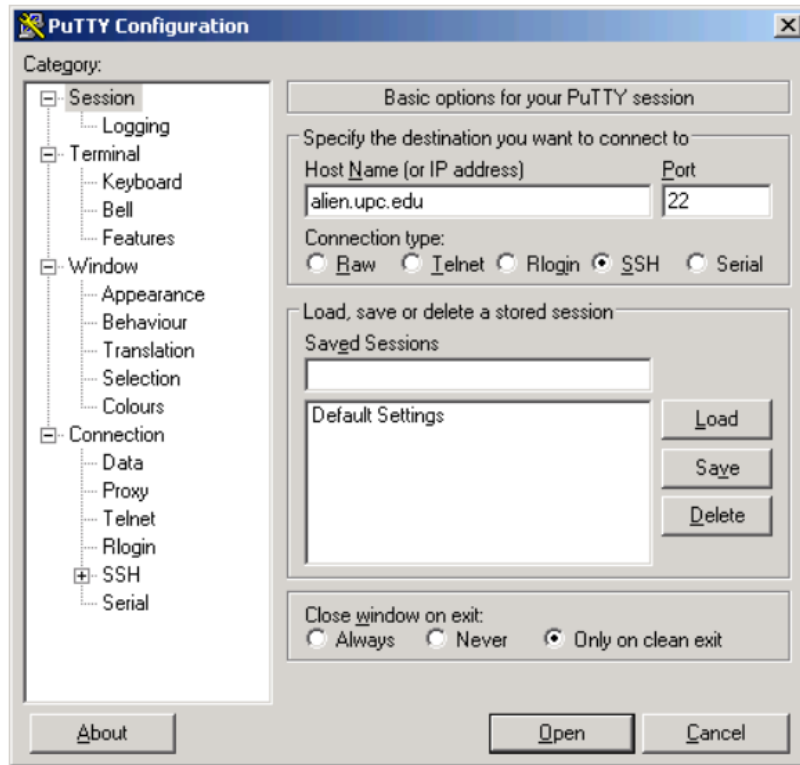 PuTTY Configuration
Category:
Session
Logging
Terminal
Keyboard
Bell
Features
Window
Appearance
Behaviour
Translation
Selection
Colours
Connection
Data
Proxy
Telnet
Rlogin
SSH
Serial
Basic options for your PuTTY session
Specify the destination you want to connect to
Host Name (or IP address) Port
alien.upc.edu 22
Connection type:
Raw Telnet Rlogin SSH Serial
Load, save or delete a stored session
Saved Sessions
Default Settings
Load
Save
Delete
Close window on exit:
Always Never Only on clean exit
About Open Cancel